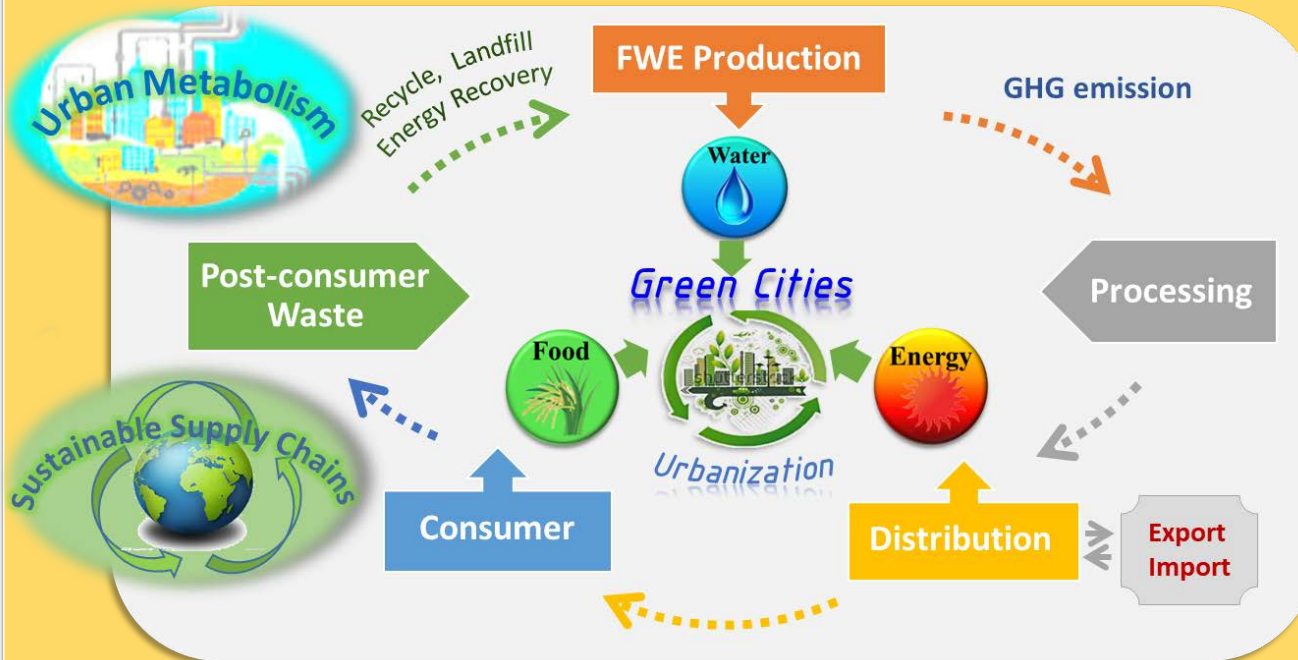 Urban Metabolism
Recycle, Landfill
Energy Recovery
FWE Production
GHG emission
Water
Post-consumer
Waste
Green Cities
Processing
Food
Energy
shutterstock
Sustainable Supply Chains
Urbanization
Consumer
Distribution
Export
Import